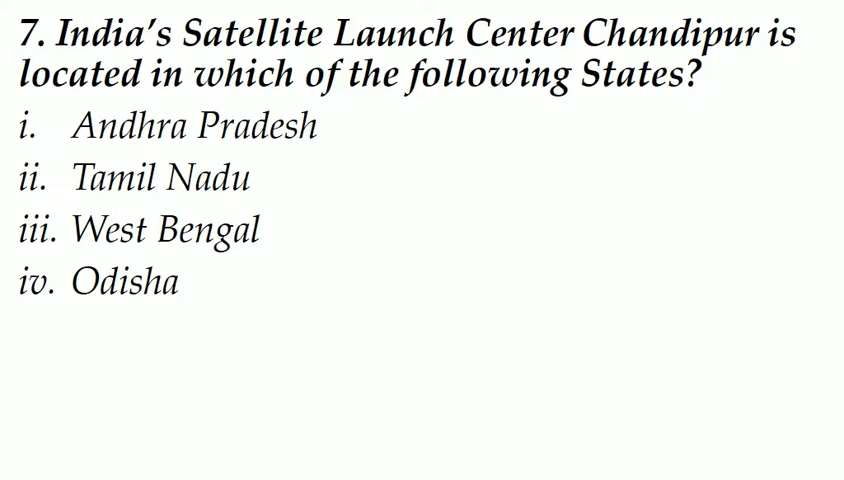 7. India's Satellite Launch Center Chandipur is
located in which of the following States?
i. Andhra Pradesh
ii. Tamil Nadu
iii. West Bengal
iv. Odisha